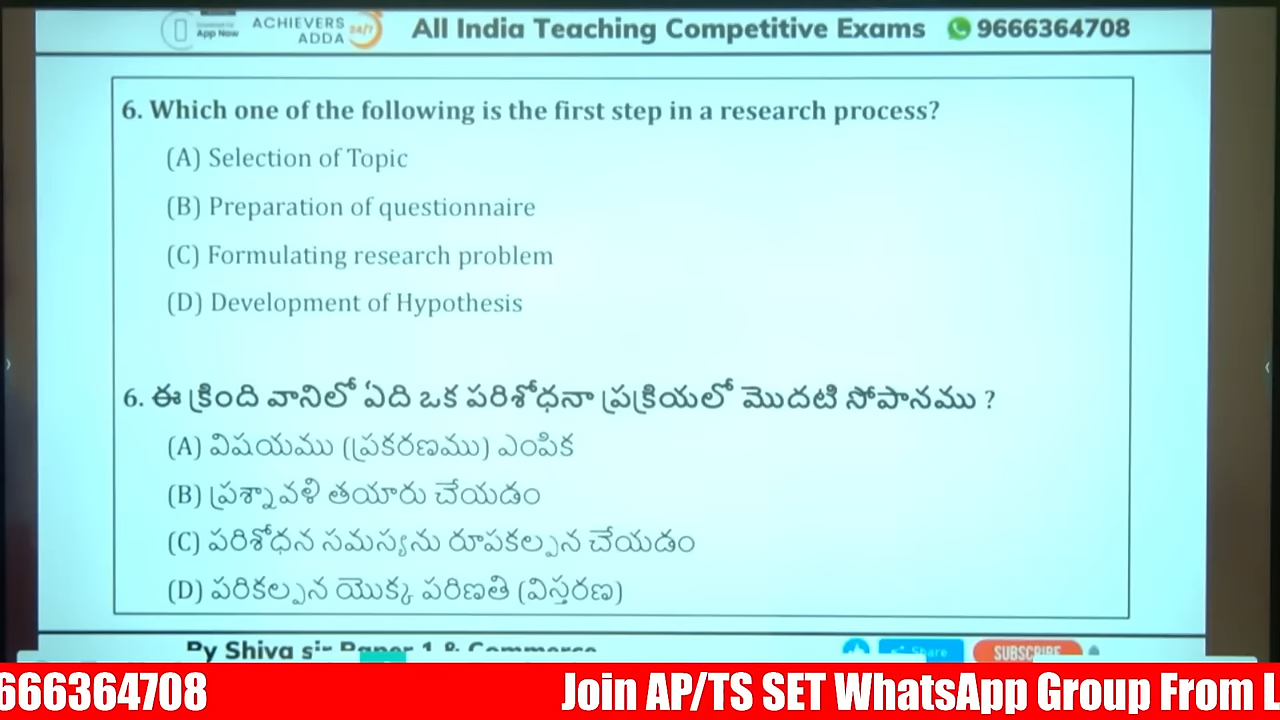 App Now
ACHIEVERS
ADDA 24/7
All India Teaching Competitive Exams 9666364708
6. Which one of the following is the first step in a research process?
(A) Selection of Topic
(B) Preparation of questionnaire
(C) Formulating research problem
(D) Development of Hypothesis
6. ఈ క్రింది వానిలో ఏది ఒక పరిశోధనా ప్రక్రియలో మొదటి సోపానము ?
(A) విషయము (ప్రకరణము) ఎంపిక
(B) ప్రశ్నావళి తయారు చేయడం
(C) పరిశోధన సమస్యను రూపకల్పన చేయడం
(D) పరికల్పన యొక్క పరిణతి (విస్తరణ)
By Shiva sir Paper 1 & Commerce
Share
SUBSCRIBE
666364708 Join AP/TS SET WhatsApp Group From L